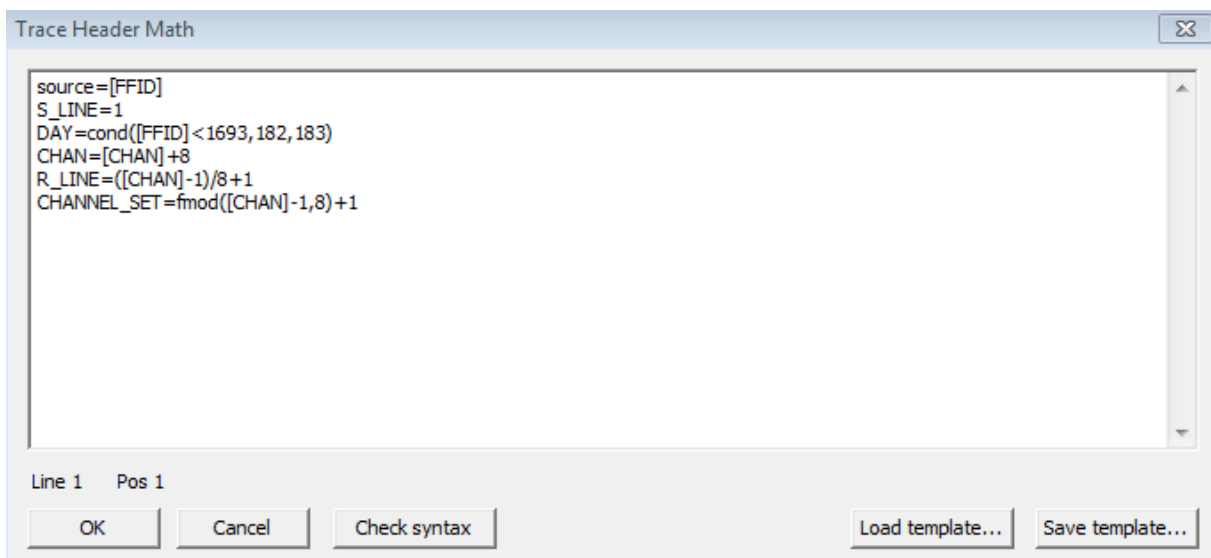 Trace Header Math
source=[FFID]
S_LINE=1
DAY=cond([FFID]<1693,182,183)
CHAN=[CHAN]+8
R_LINE=([CHAN]-1)/8+1
CHANNEL_SET=fmod([CHAN]-1,8)+1
Line 1 Pos 1
OK Cancel Check syntax Load template... Save template...